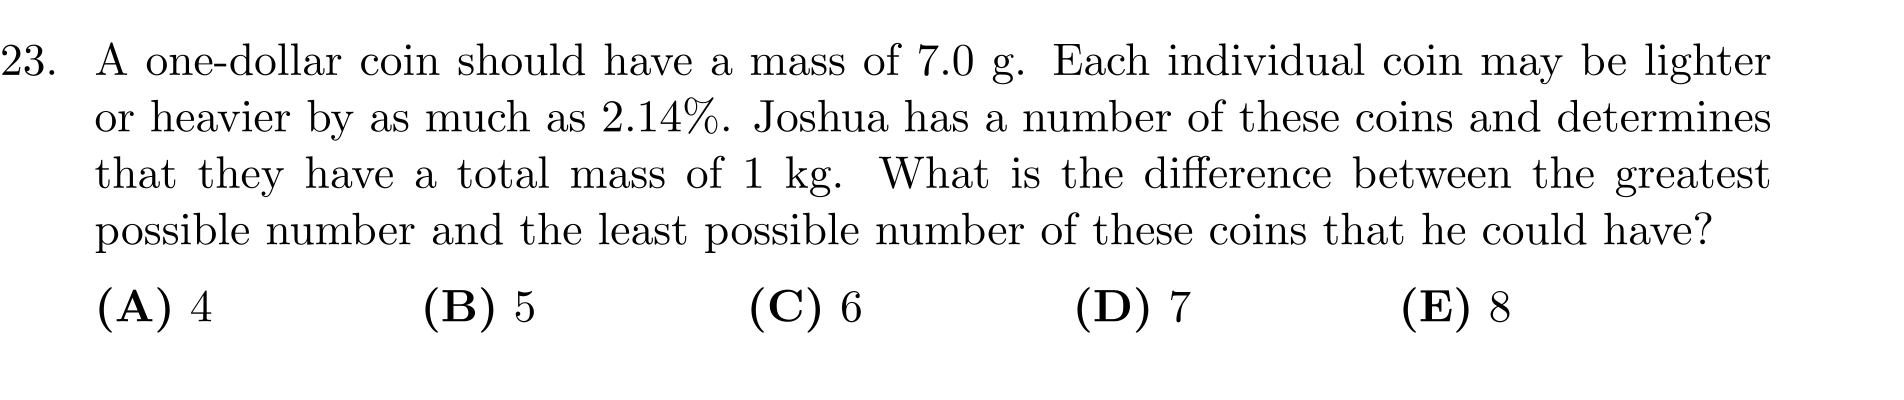 23. A one-dollar coin should have a mass of 7.0 g. Each individual coin may be lighter
or heavier by as much as 2.14%. Joshua has a number of these coins and determines
that they have a total mass of 1 kg. What is the difference between the greatest
possible number and the least possible number of these coins that he could have?
(A) 4 (B) 5 (C) 6 (D) 7 (E) 8